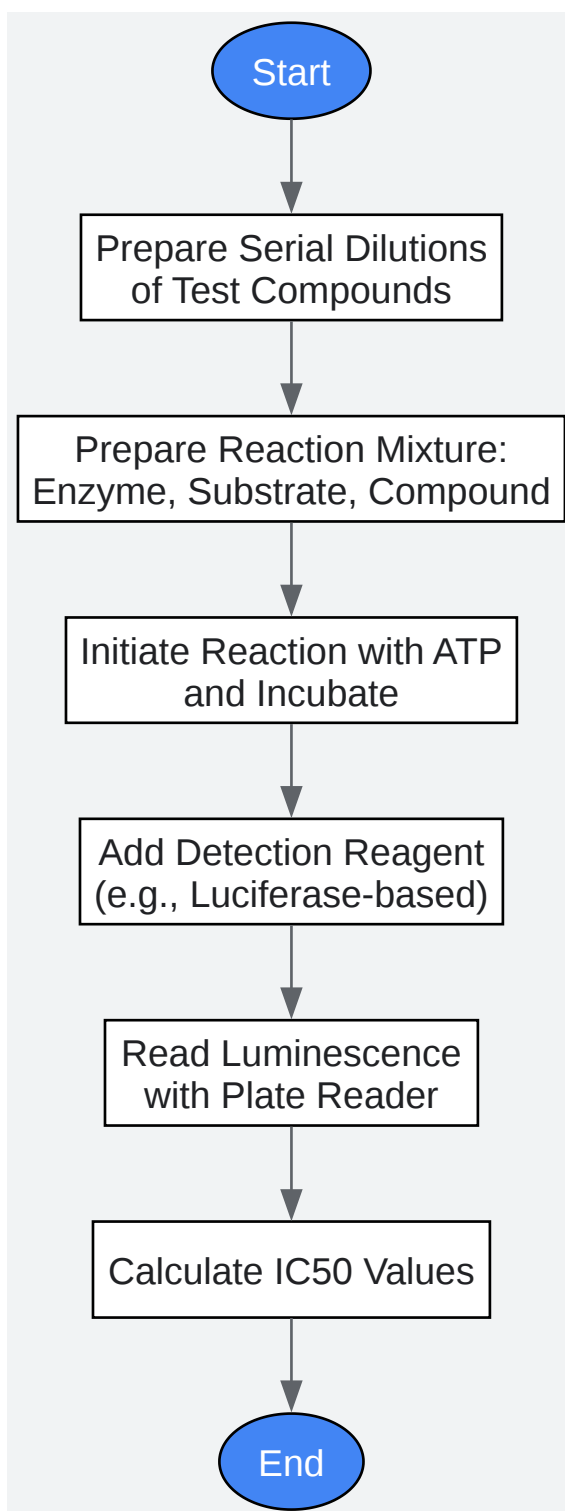 Start
Prepare Serial Dilutions
of Test Compounds
Prepare Reaction Mixture:
Enzyme, Substrate, Compound
Initiate Reaction with ATP
and Incubate
Add Detection Reagent
(e.g., Luciferase-based)
Read Luminescence
with Plate Reader
Calculate IC50 Values
End